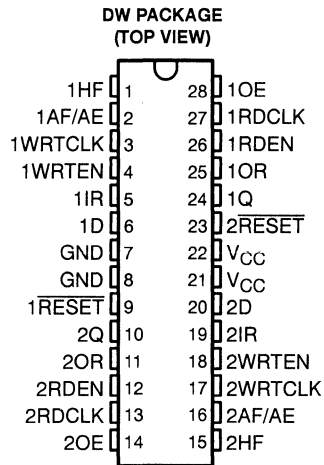 DW PACKAGE
(TOP VIEW)
1HF 1 28 1OE
1AF/AE 2 27 1RDCLK
1WRTCLK 3 26 1RDEN
1WRTEN 4 25 1OR
1IR 5 24 1Q
1D 6 23 2R̅E̅S̅E̅T̅
GND 7 22 VCC
GND 8 21 VCC
1R̅E̅S̅E̅T̅ 9 20 2D
2Q 10 19 2IR
2OR 11 18 2WRTEN
2RDEN 12 17 2WRTCLK
2RDCLK 13 16 2AF/AE
2OE 14 15 2HF